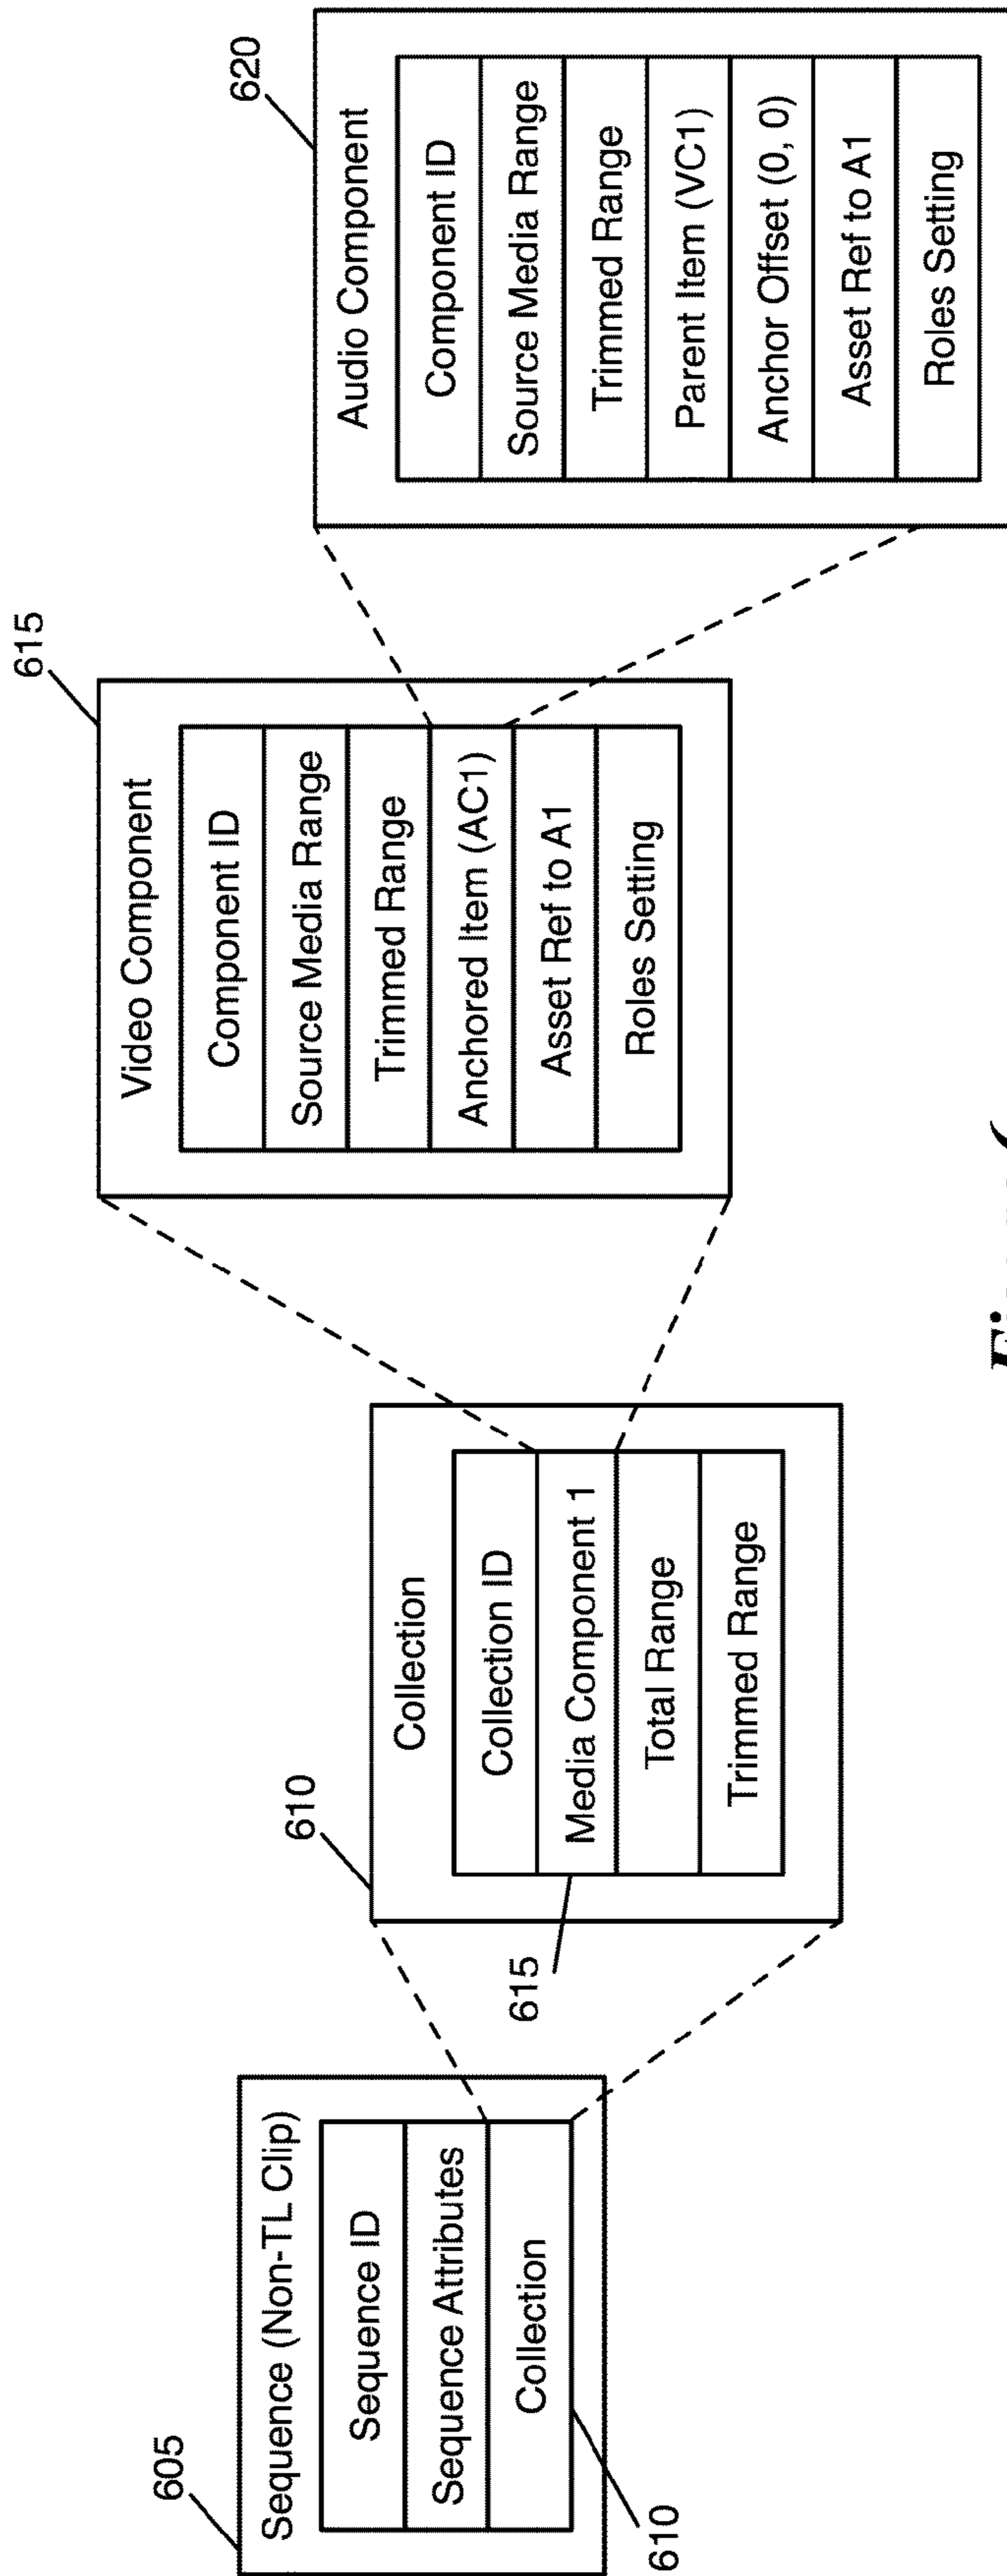 605
Sequence (Non-TL Clip)
Sequence ID
Sequence Attributes
Collection
610
610
Collection
Collection ID
Media Component 1
Total Range
Trimmed Range
615
615
Video Component
Component ID
Source Media Range
Trimmed Range
Anchored Item (AC1)
Asset Ref to A1
Roles Setting
620
Audio Component
Component ID
Source Media Range
Trimmed Range
Parent Item (VC1)
Anchor Offset (0, 0)
Asset Ref to A1
Roles Setting